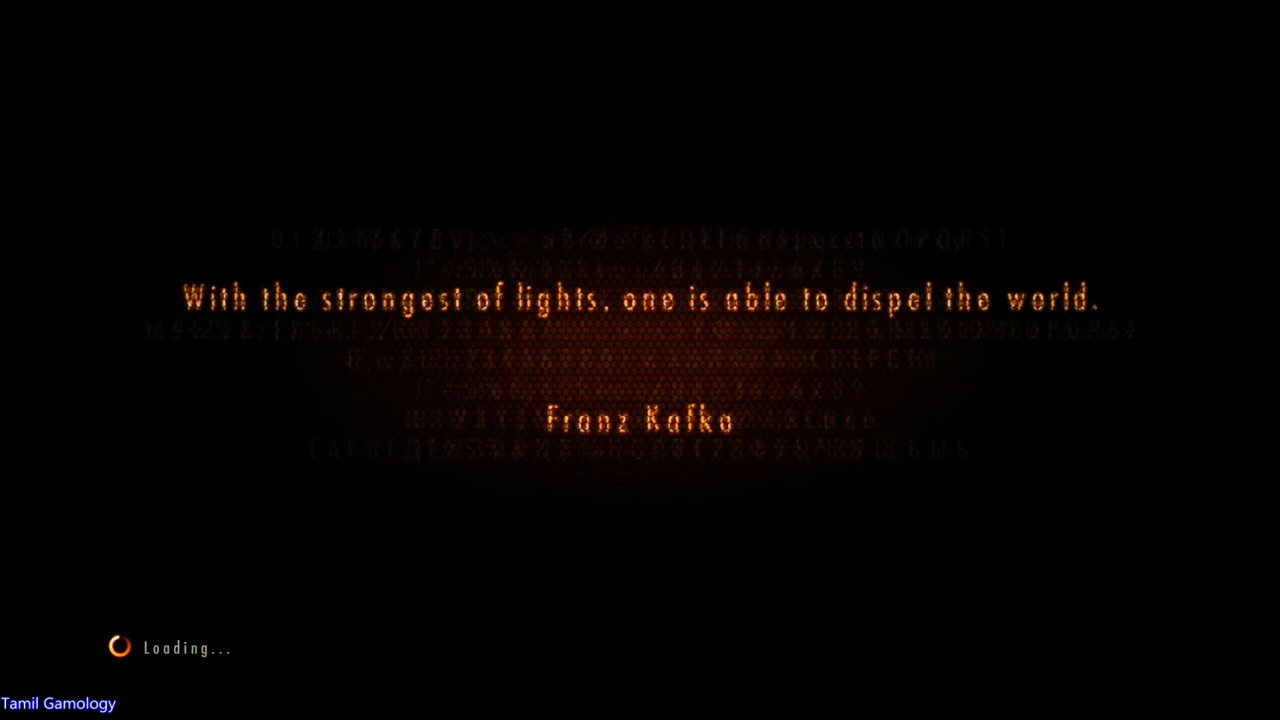 With the strongest of lights, one is able to dispel the world.
Franz Kafka
Loading...
Tamil Gamology